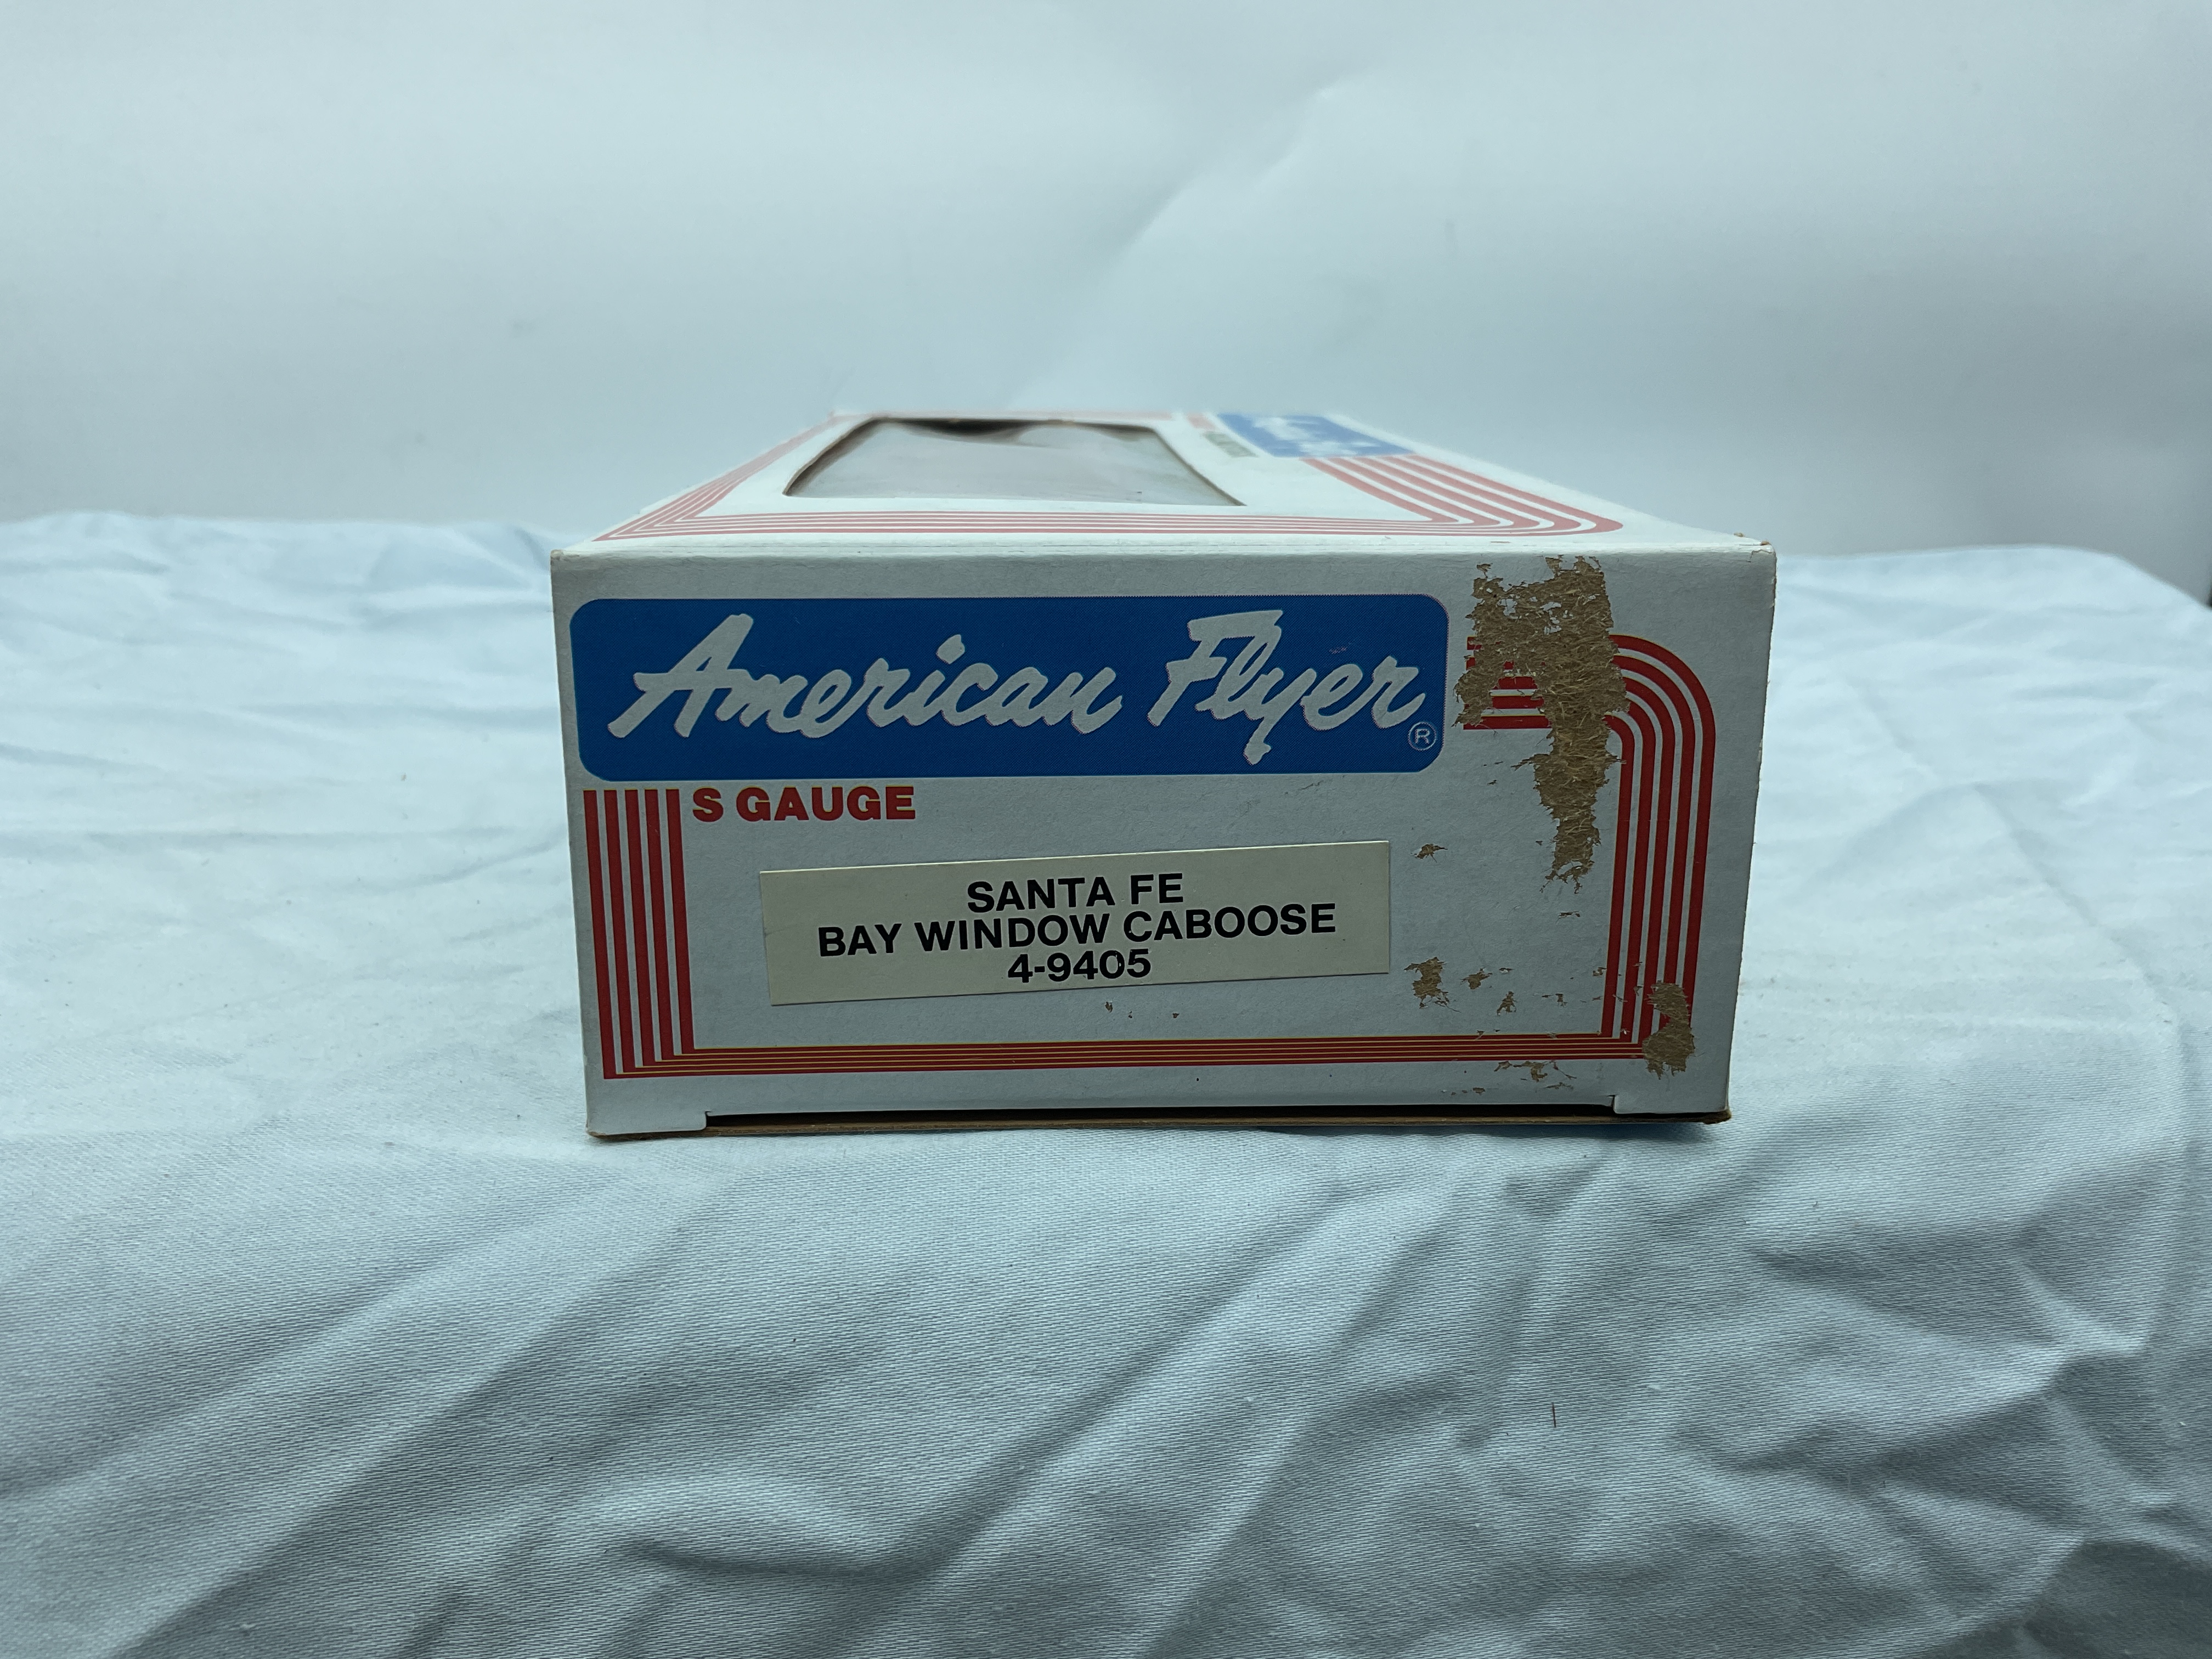 American Flyer®
S GAUGE
SANTA FE
BAY WINDOW CABOOSE
4-9405